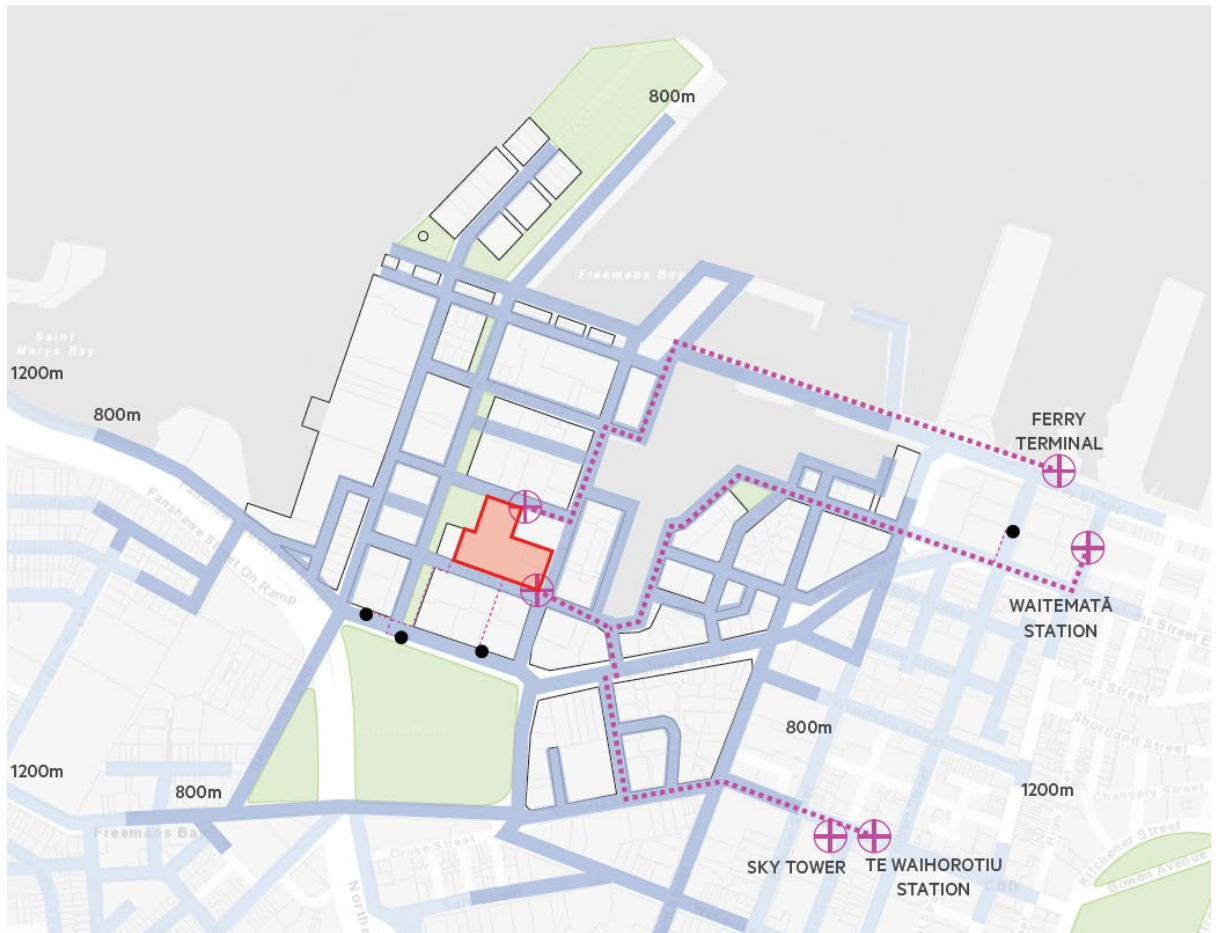 800m
Freemans Bay
Saint
Marys Bay
1200m
800m
FERRY
TERMINAL
Fanshawe Street On Ramp
WAITEMATĀ
STATION
Fort Street
Shortland Street
800m
1200m
800m
1200m
Chancery Street
Freemans Bay
Drake Street
SKY TOWER
TE WAIHOROTIU
STATION
Kitchener Street
Bowen Avenue
CBD